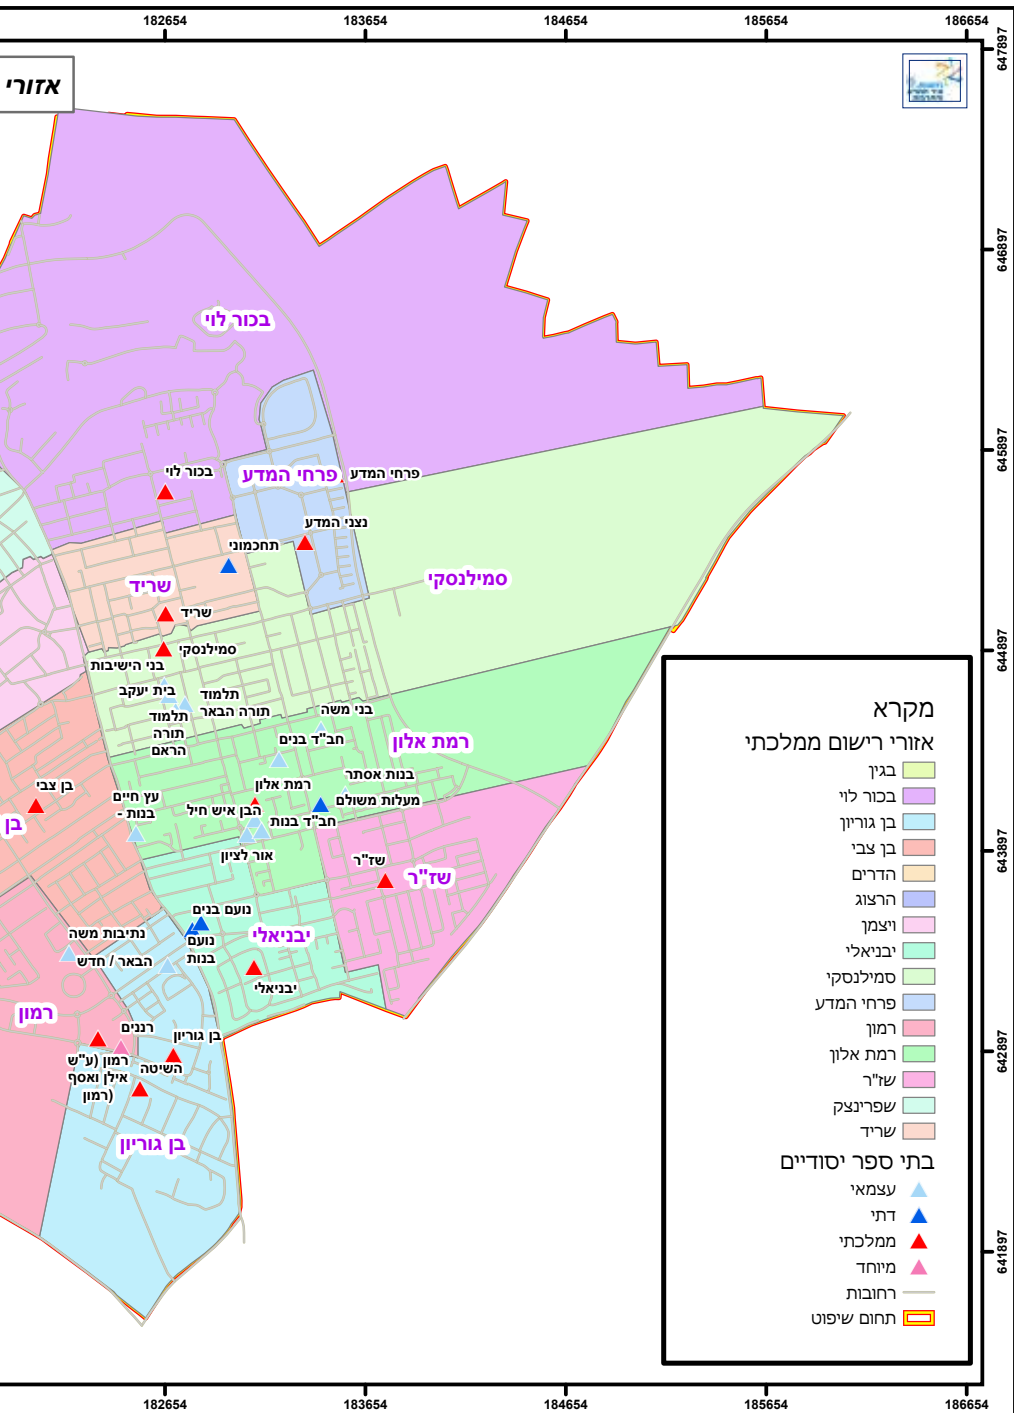 182654
183654
184654
185654
186654
647897
אזורי
646897
בכור לוי
645897
בכור לוי
פרחי המדע
פרחי המדע
נצני המדע
תחכמוני
סמילנסקי
שריד
שריד
סמילנסקי
644897
בני הישיבות
בית יעקב
תלמוד
תורה הבאר
תלמוד
תורה
הראם
בני משה
חב"ד בנים
רמת אלון
בנות אסתר
רמת אלון
מעלות משולם
בן צבי
עץ חיים
- בנות
הבן איש חיל
חב"ד בנות
בן
אור לציון
643897
שז"ר
שז"ר
נועם בנים
נועם
בנות
יבניאלי
נתיבות משה
הבאר / חדש
יבניאלי
רמון
רננים
בן גוריון
642897
רמון (ע"ש
אילן ואסף
רמון)
השיטה
בן גוריון
641897
מקרא
אזורי רישום ממלכתי
בגין
בכור לוי
בן גוריון
בן צבי
הדרים
הרצוג
ויצמן
יבניאלי
סמילנסקי
פרחי המדע
רמון
רמת אלון
שז"ר
שפרינצק
שריד
בתי ספר יסודיים
עצמאי
דתי
ממלכתי
מיוחד
רחובות
תחום שיפוט
182654
183654
184654
185654
186654